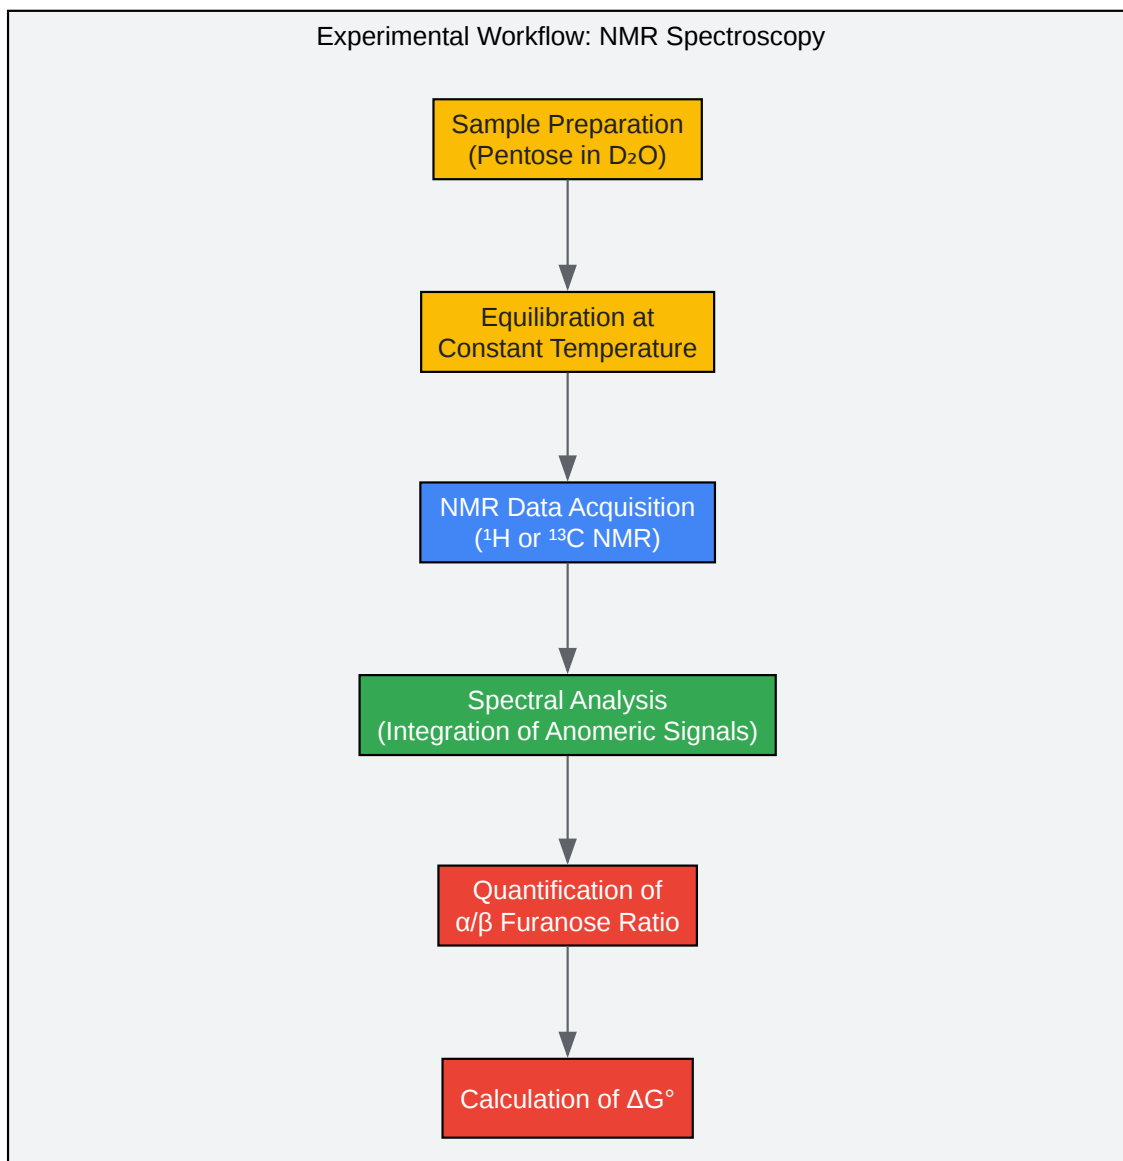 Experimental Workflow: NMR Spectroscopy
Sample Preparation
(Pentose in D₂O)
Equilibration at
Constant Temperature
NMR Data Acquisition
(¹H or ¹³C NMR)
Spectral Analysis
(Integration of Anomeric Signals)
Quantification of
α/β Furanose Ratio
Calculation of ΔG°